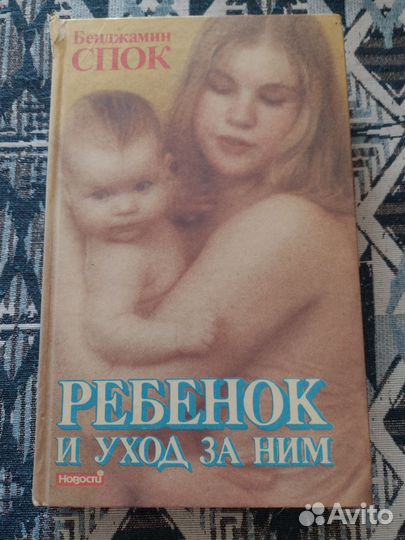 Бенджамин
СПОК
РЕБЕНОК
И УХОД ЗА НИМ
Новости
Avito